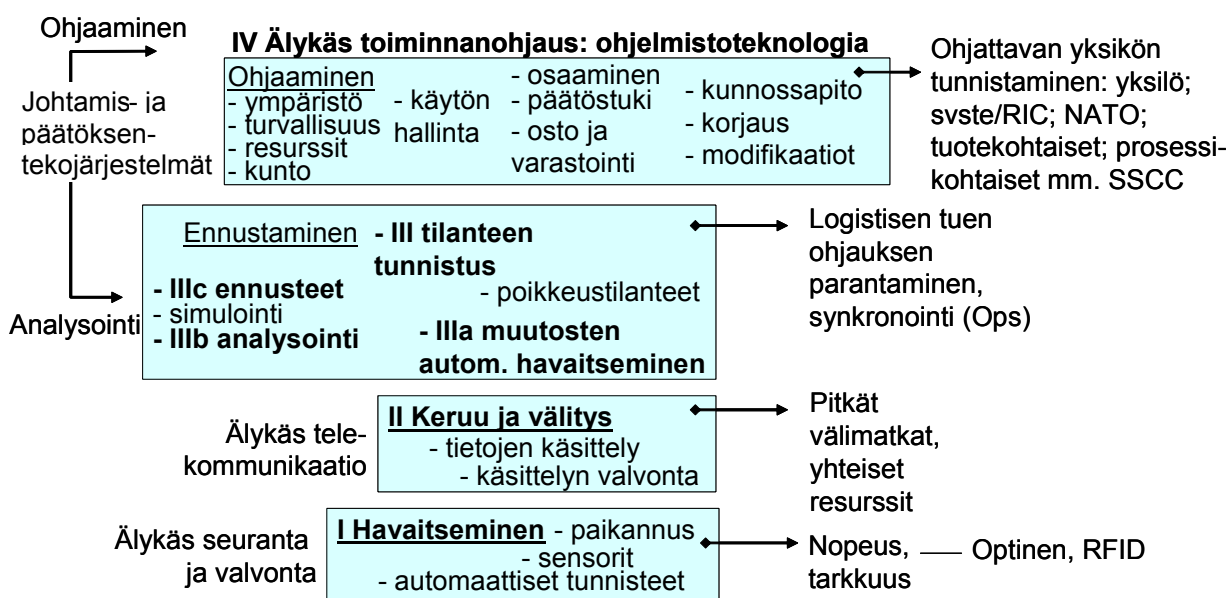 Ohjaaminen
IV Älykäs toiminnanohjaus: ohjelmistoteknologia
Johtamis- ja
päätöksen-
tekojärjestelmät
Ohjaaminen
- ympäristö
- turvallisuus
- resurssit
- kunto
- käytön
hallinta
- osaaminen
- päätöstuki
- osto ja
varastointi
- kunnossapito
- korjaus
- modifikaatiot
Ohjattavan yksikön
tunnistaminen: yksilö;
svste/RIC; NATO;
tuotekohtaiset; prosessi-
kohtaiset mm. SSCC
Analysointi
Ennustaminen
- IIIc ennusteet
- simulointi
- IIIb analysointi
- III tilanteen
tunnistus
- poikkeustilanteet
- IIIa muutosten
autom. havaitseminen
Logistisen tuen
ohjauksen
parantaminen,
synkronointi (Ops)
Älykäs tele-
kommunikaatio
II Keruu ja välitys
- tietojen käsittely
- käsittelyn valvonta
Pitkät
välimatkat,
yhteiset
resurssit
Älykäs seuranta
ja valvonta
I Havaitseminen - paikannus
- sensorit
- automaattiset tunnisteet
Nopeus,
tarkkuus
Optinen, RFID